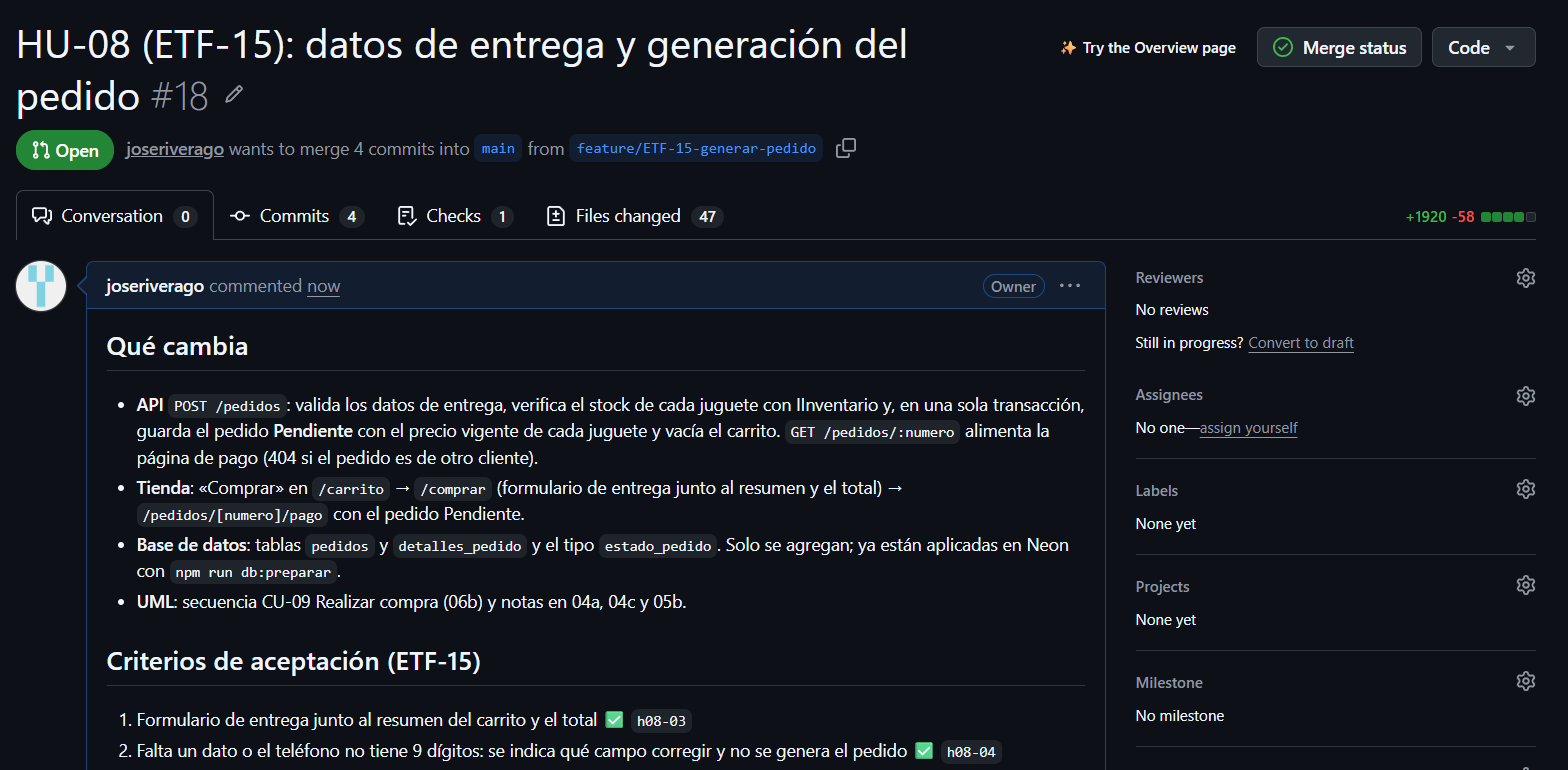 HU-08 (ETF-15): datos de entrega y generación del
pedido #18
Try the Overview page
Merge status
Code
Open
joseriverago wants to merge 4 commits into main from feature/ETF-15-generar-pedido
Conversation 0
Commits 4
Checks 1
Files changed 47
+1920 -58
joseriverago commented now
Owner
Qué cambia
• API POST /pedidos: valida los datos de entrega, verifica el stock de cada juguete con IInventario y, en una sola transacción,
guarda el pedido Pendiente con el precio vigente de cada juguete y vacía el carrito. GET /pedidos/:numero alimenta la
página de pago (404 si el pedido es de otro cliente).
• Tienda: «Comprar» en /carrito → /comprar (formulario de entrega junto al resumen y el total) →
/pedidos/[numero]/pago con el pedido Pendiente.
• Base de datos: tablas pedidos y detalles_pedido y el tipo estado_pedido. Solo se agregan; ya están aplicadas en Neon
con npm run db:preparar.
• UML: secuencia CU-09 Realizar compra (06b) y notas en 04a, 04c y 05b.
Criterios de aceptación (ETF-15)
1. Formulario de entrega junto al resumen del carrito y el total ✅ h08-03
2. Falta un dato o el teléfono no tiene 9 dígitos: se indica qué campo corregir y no se genera el pedido ✅ h08-04
Reviewers
No reviews
Still in progress? Convert to draft
Assignees
No one—assign yourself
Labels
None yet
Projects
None yet
Milestone
No milestone